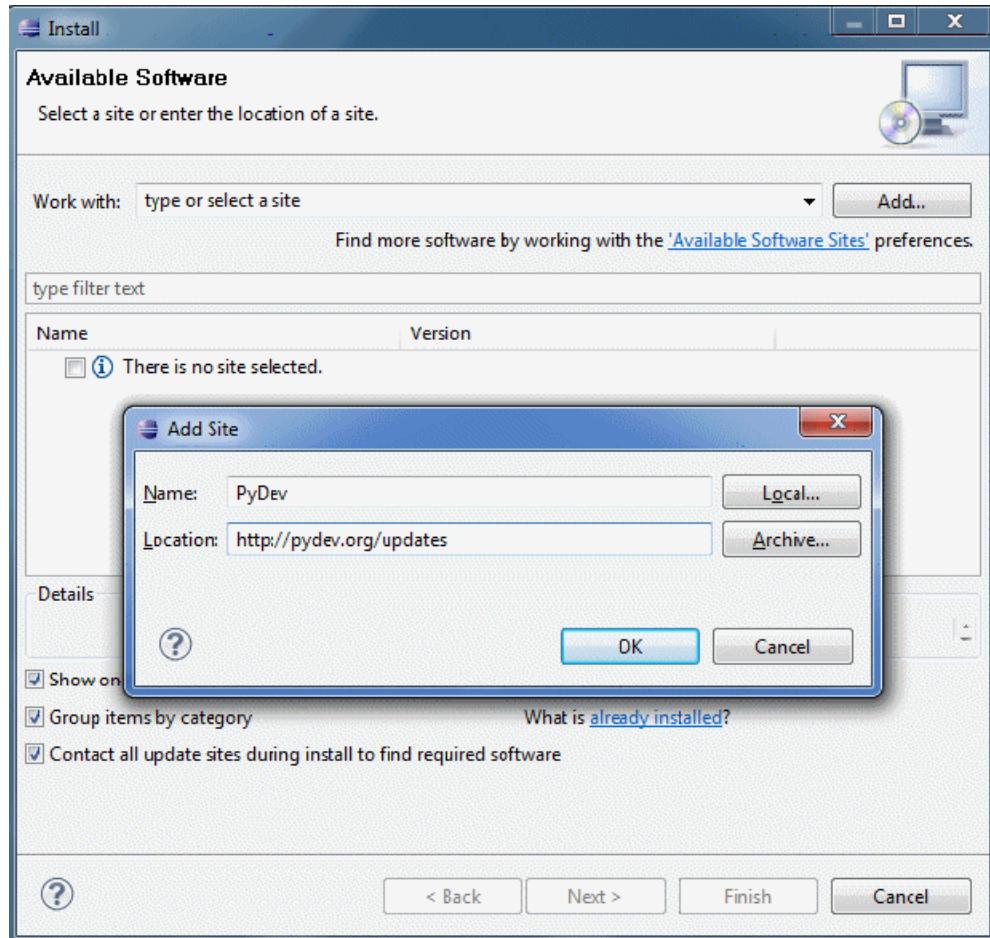 Install
Available Software
Select a site or enter the location of a site.
Work with: type or select a site Add...
Find more software by working with the 'Available Software Sites' preferences.
type filter text
Name Version
There is no site selected.
Add Site
Name: PyDev Local...
Location: http://pydev.org/updates Archive...
OK Cancel
Details
Show on
Group items by category What is already installed?
Contact all update sites during install to find required software
< Back Next > Finish Cancel